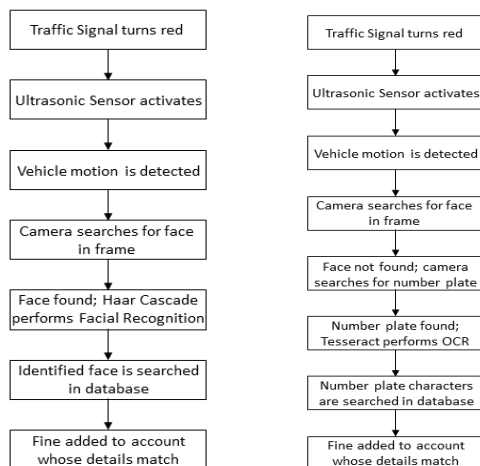 Traffic Signal turns red
Ultrasonic Sensor activates
Vehicle motion is detected
Camera searches for face
in frame
Face found; Haar Cascade
performs Facial Recognition
Identified face is searched
in database
Fine added to account
whose details match
Traffic Signal turns red
Ultrasonic Sensor activates
Vehicle motion is detected
Camera searches for face
in frame
Face not found; camera
searches for number plate
Number plate found;
Tesseract performs OCR
Number plate characters
are searched in database
Fine added to account
whose details match